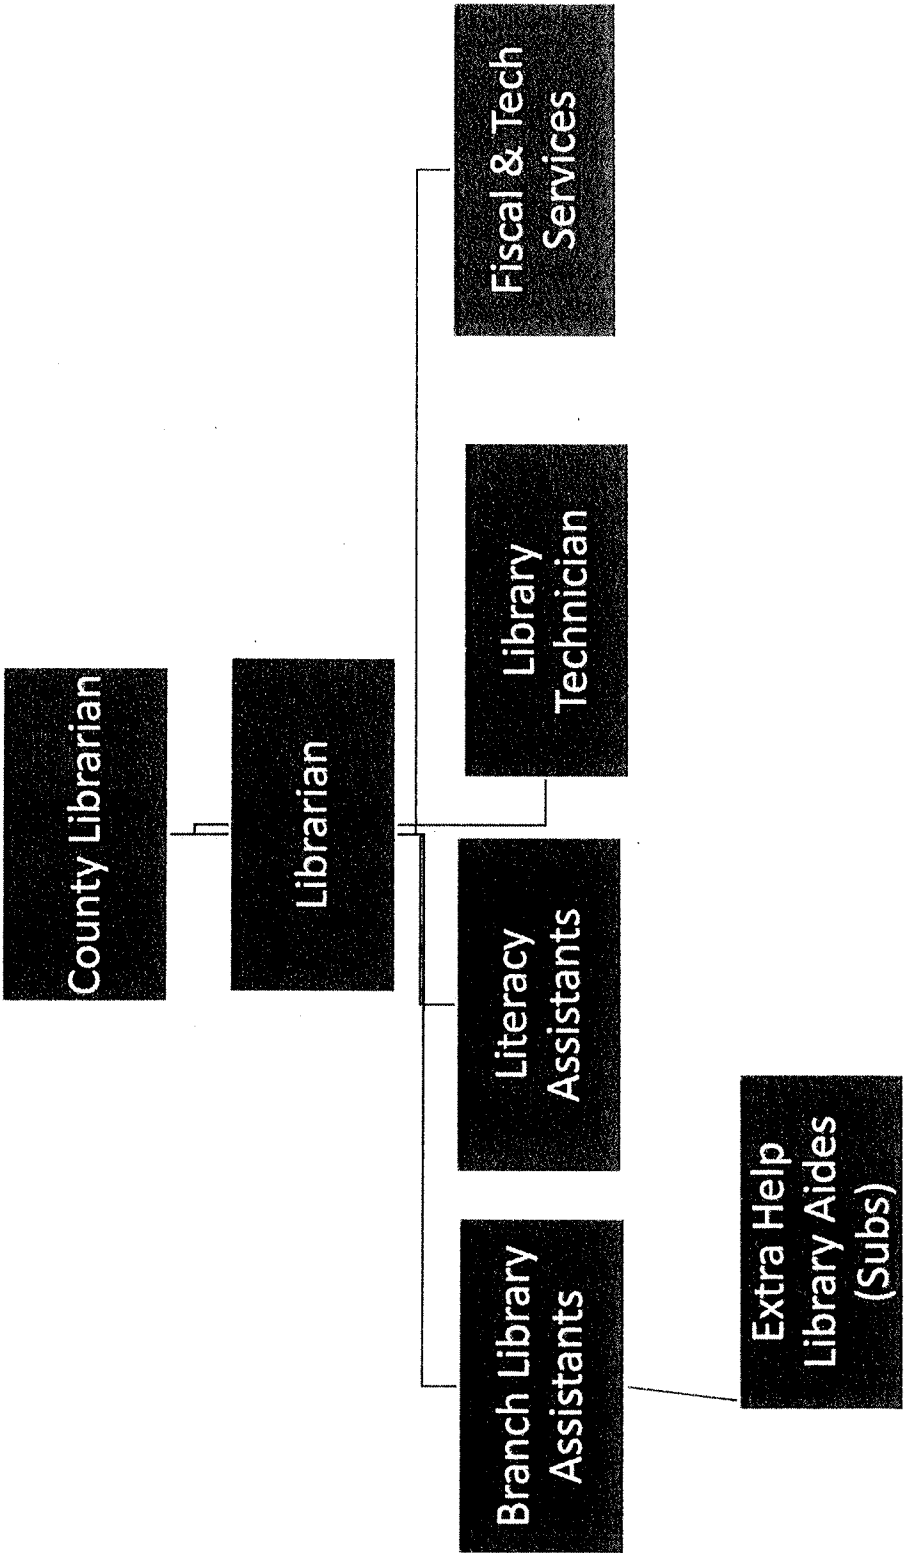 County Librarian
Librarian
Branch Library
Assistants
Literacy
Assistants
Library
Technician
Fiscal & Tech
Services
Extra Help
Library Aides
(Subs)